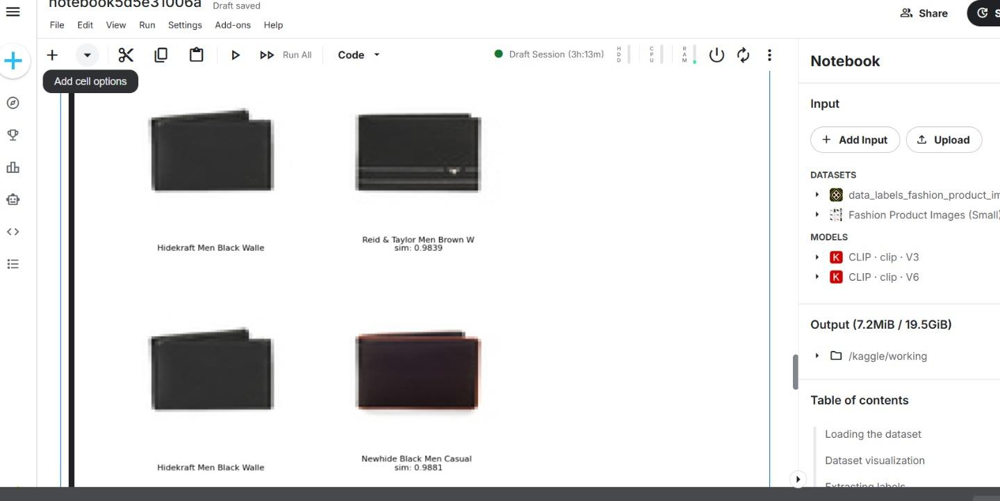 notebook5d5e31006a Draft saved
File Edit View Run Settings Add-ons Help
Share
Run All Code Draft Session (3h:13m) HDD CPU RAM
Add cell options
Hidekraft Men Black Walle
Reid & Taylor Men Brown W
sim: 0.9839
Hidekraft Men Black Walle
Newhide Black Men Casual
sim: 0.9881
Notebook
Input
Add Input Upload
DATASETS
data_labels_fashion_product_im
Fashion Product Images (Small)
MODELS
K CLIP · clip · V3
K CLIP · clip · V6
Output (7.2MiB / 19.5GiB)
/kaggle/working
Table of contents
Loading the dataset
Dataset visualization
Extracting labels